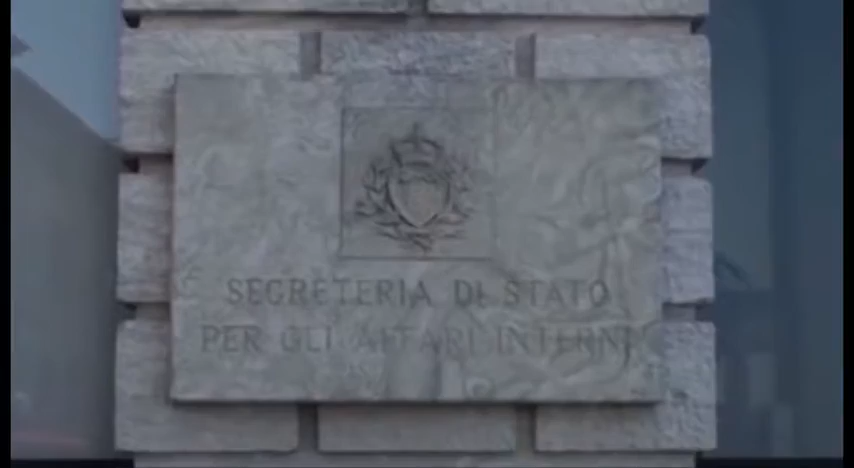 SEGRETERIA DI STATO
PER GLI AFFARI INTERNI